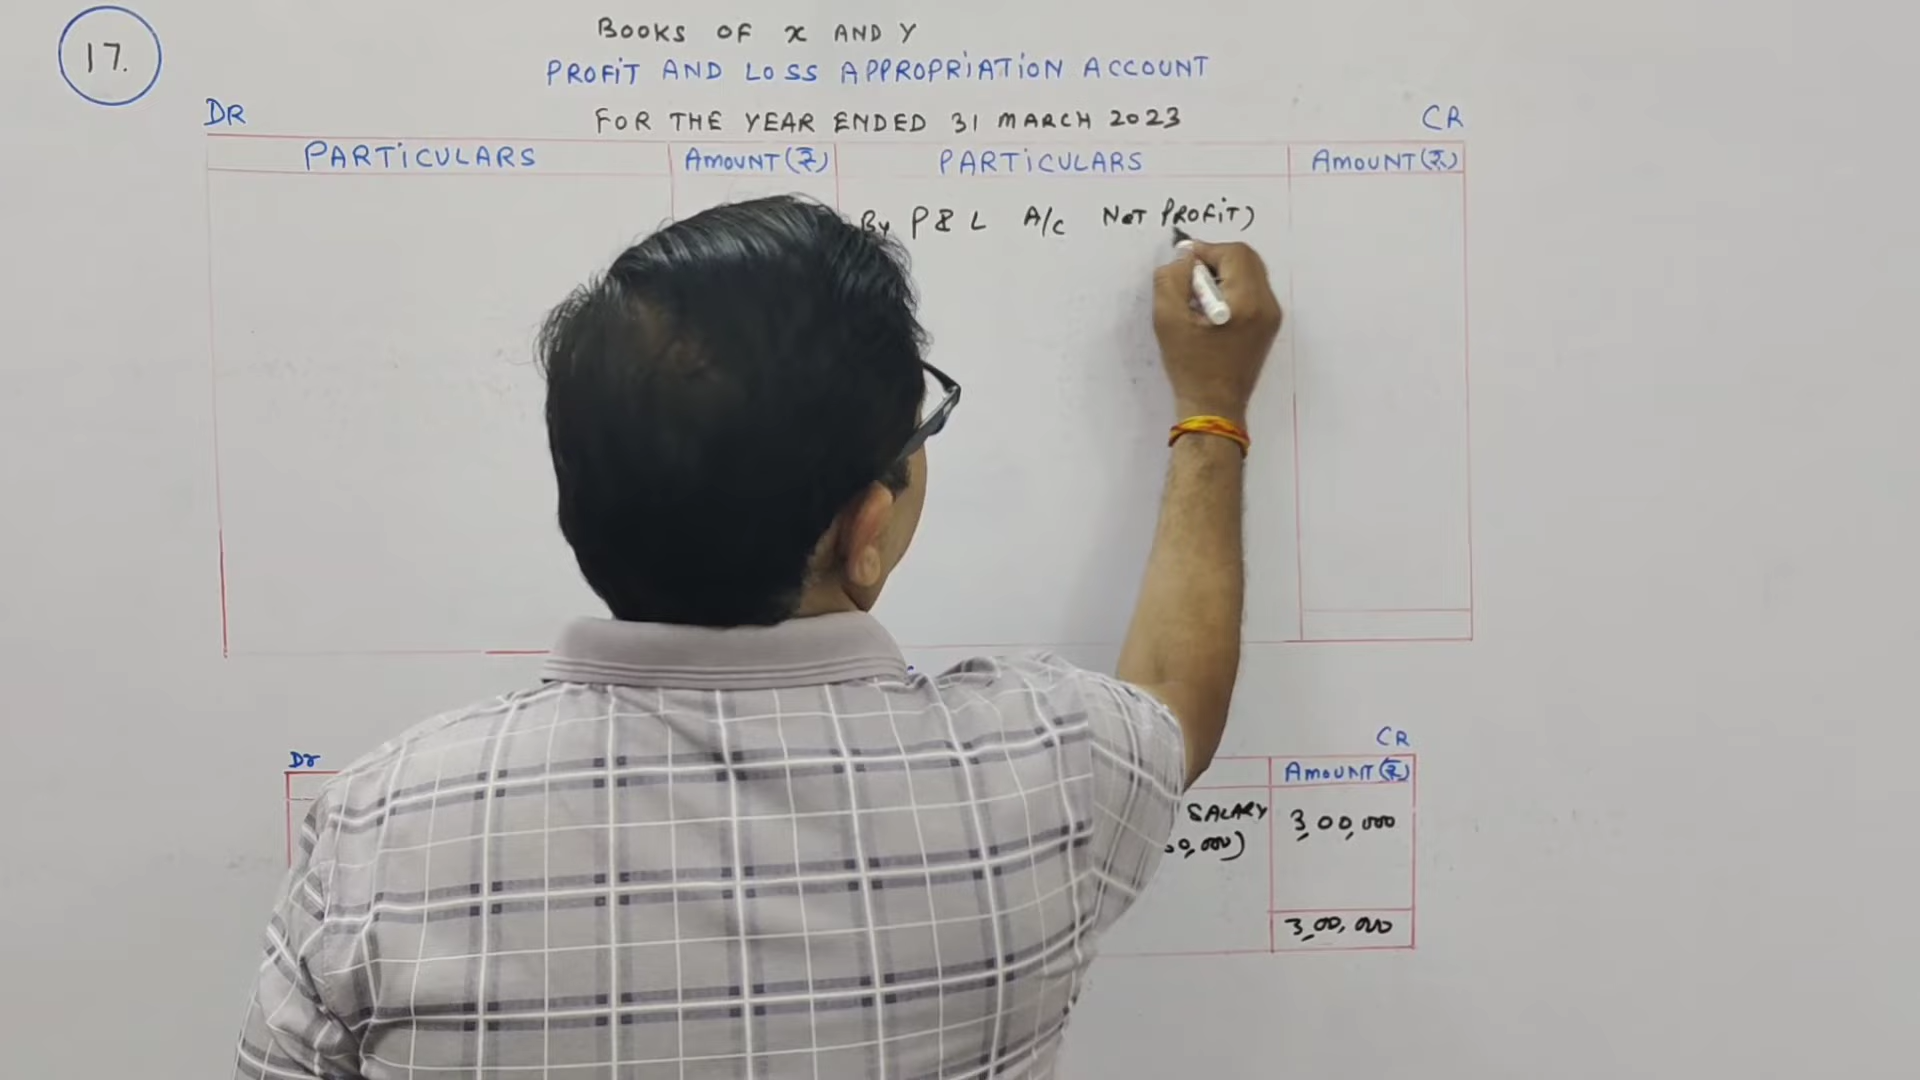 17.
BOOKS OF X AND Y
PROFiT AND LOSS APPROPRiATiON ACCOUNT
DR
FOR THE YEAR ENDED 31 MARCH 2023
CR
PARTiCULARS AMOUNT(₹) PARTiCULARS AMOUNT(₹)
By P & L A/c NeT PROFiT)
Dr
CR
AMOUNT(₹)
SALARY 3,00,000
0,000)
3,00,000